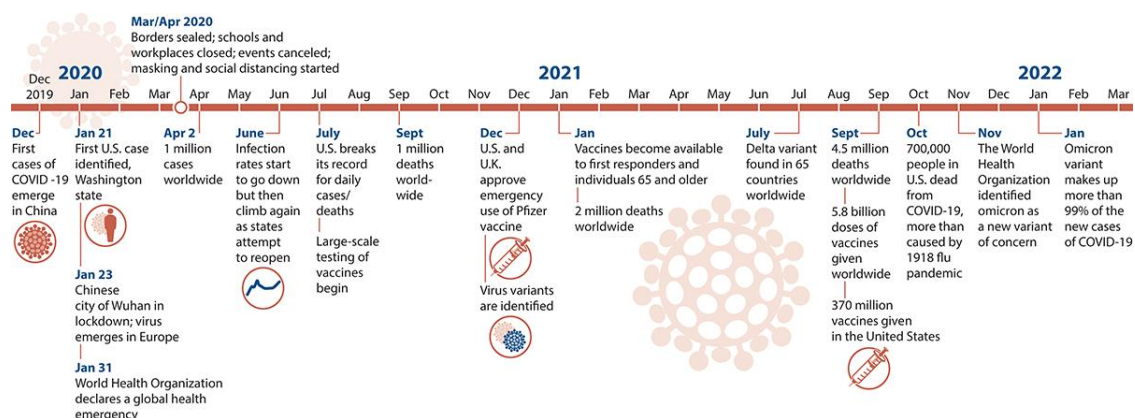 Mar/Apr 2020
Borders sealed; schools and
workplaces closed; events canceled;
masking and social distancing started
2020
2021
2022
Dec
2019 Jan Feb Mar Apr May Jun Jul Aug Sep Oct Nov Dec Jan Feb Mar Apr May Jun Jul Aug Sep Oct Nov Dec Jan Feb Mar
Dec
First
cases of
COVID -19
emerge
in China
Jan 21
First U.S. case
identified,
Washington
state
Jan 23
Chinese
city of Wuhan in
lockdown; virus
emerges in Europe
Jan 31
World Health Organization
declares a global health
emergency
Apr 2
1 million
cases
worldwide
June
Infection
rates start
to go down
but then
climb again
as states
attempt
to reopen
July
U.S. breaks
its record
for daily
cases/
deaths
Large-scale
testing of
vaccines
begin
Sept
1 million
deaths
world-
wide
Dec
U.S. and
U.K.
approve
emergency
use of Pfizer
vaccine
Virus variants
are identified
Jan
Vaccines become available
to first responders and
individuals 65 and older
2 million deaths
worldwide
July
Delta variant
found in 65
countries
worldwide
Sept
4.5 million
deaths
worldwide
5.8 billion
doses of
vaccines
given
worldwide
370 million
vaccines given
in the United States
Oct
700,000
people in
U.S. dead
from
COVID-19,
more than
caused by
1918 flu
pandemic
Nov
The World
Health
Organization
identified
omicron as
a new variant
of concern
Jan
Omicron
variant
makes up
more than
99% of the
new cases
of COVID-19